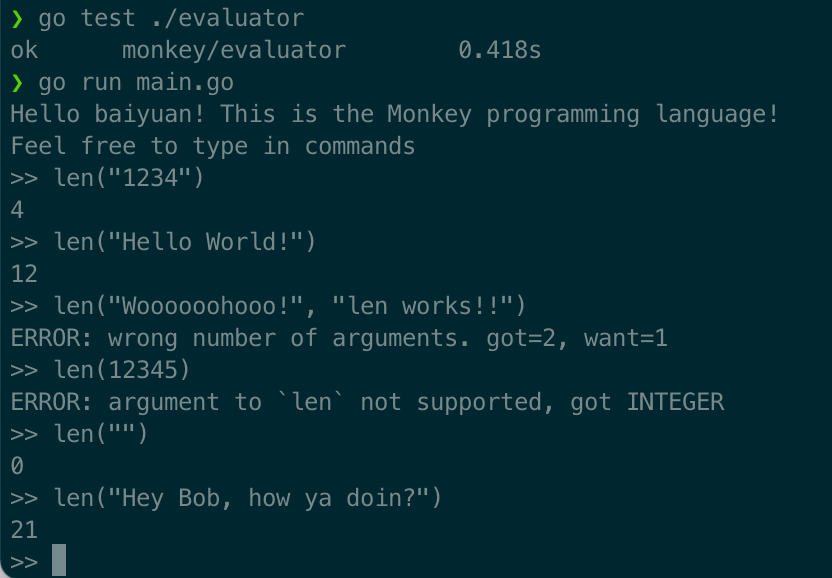 ❯ go test ./evaluator
ok      monkey/evaluator        0.418s
❯ go run main.go
Hello baiyuan! This is the Monkey programming language!
Feel free to type in commands
>> len("1234")
4
>> len("Hello World!")
12
>> len("Woooooohooo!", "len works!!")
ERROR: wrong number of arguments. got=2, want=1
>> len(12345)
ERROR: argument to `len` not supported, got INTEGER
>> len("")
0
>> len("Hey Bob, how ya doin?")
21
>>